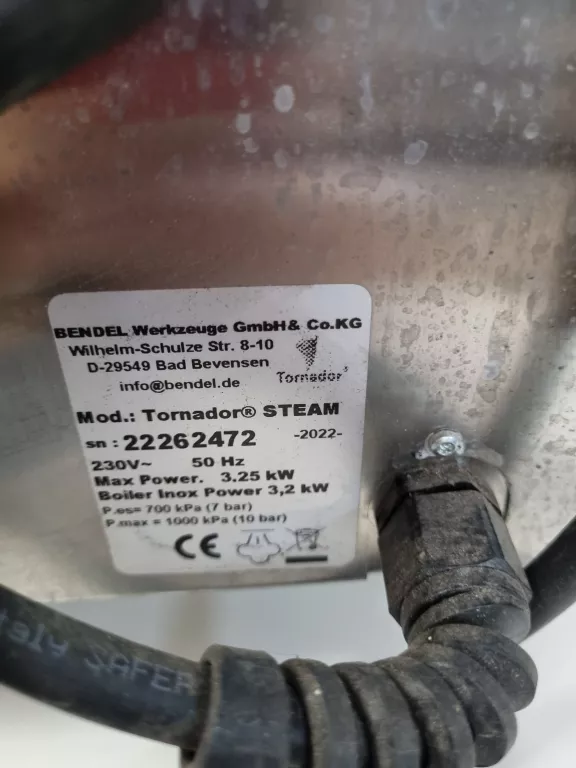 BENDEL Werkzeuge GmbH & Co.KG
Wilhelm-Schulze Str. 8-10
D-29549 Bad Bevensen
info@bendel.de
Tornador®
Mod.: Tornador® STEAM
sn : 22262472 -2022-
230V~ 50 Hz
Max Power. 3.25 kW
Boiler Inox Power 3,2 kW
P.es= 700 kPa (7 bar)
P.max = 1000 kPa (10 bar)
CE
SAFER